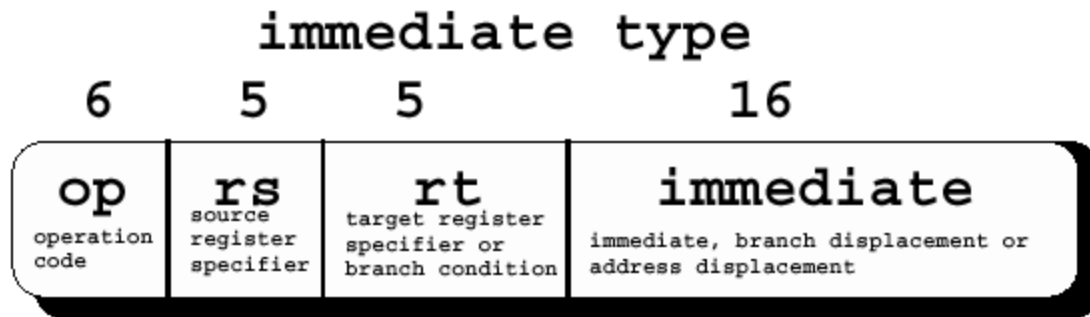 immediate type
6 5 5 16
op rs rt immediate
operation
code
source
register
specifier
target register
specifier or
branch condition
immediate, branch displacement or
address displacement